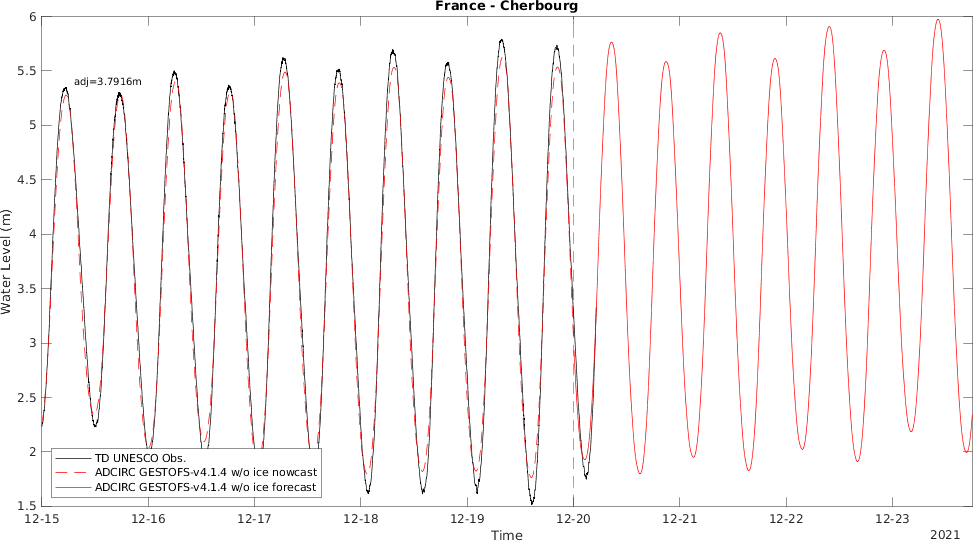 France - Cherbourg
Water Level (m)
6
5.5
5
4.5
4
3.5
3
2.5
2
1.5
adj=3.7916m
TD UNESCO Obs.
ADCIRC GESTOFS-v4.1.4 w/o ice nowcast
ADCIRC GESTOFS-v4.1.4 w/o ice forecast
12-15 12-16 12-17 12-18 12-19 12-20 12-21 12-22 12-23
Time
2021